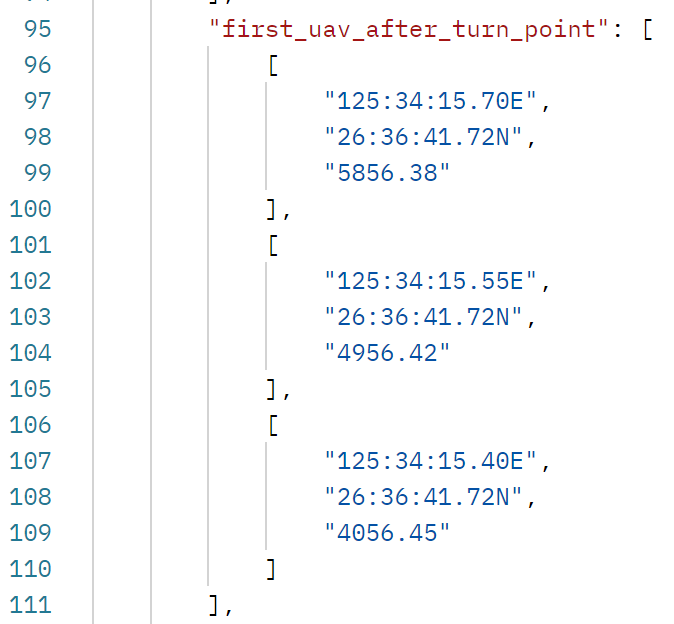 95 "first_uav_after_turn_point": [
96 [
97 "125:34:15.70E",
98 "26:36:41.72N",
99 "5856.38"
100 ],
101 [
102 "125:34:15.55E",
103 "26:36:41.72N",
104 "4956.42"
105 ],
106 [
107 "125:34:15.40E",
108 "26:36:41.72N",
109 "4056.45"
110 ]
111 ],